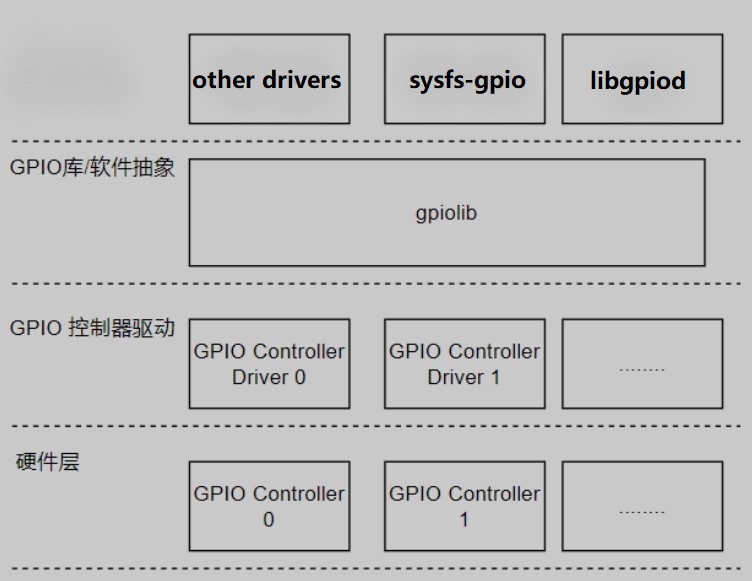 other drivers
sysfs-gpio
libgpiod
GPIO库/软件抽象
gpiolib
GPIO 控制器驱动
GPIO Controller
Driver 0
GPIO Controller
Driver 1
........
硬件层
GPIO Controller
0
GPIO Controller
1
........